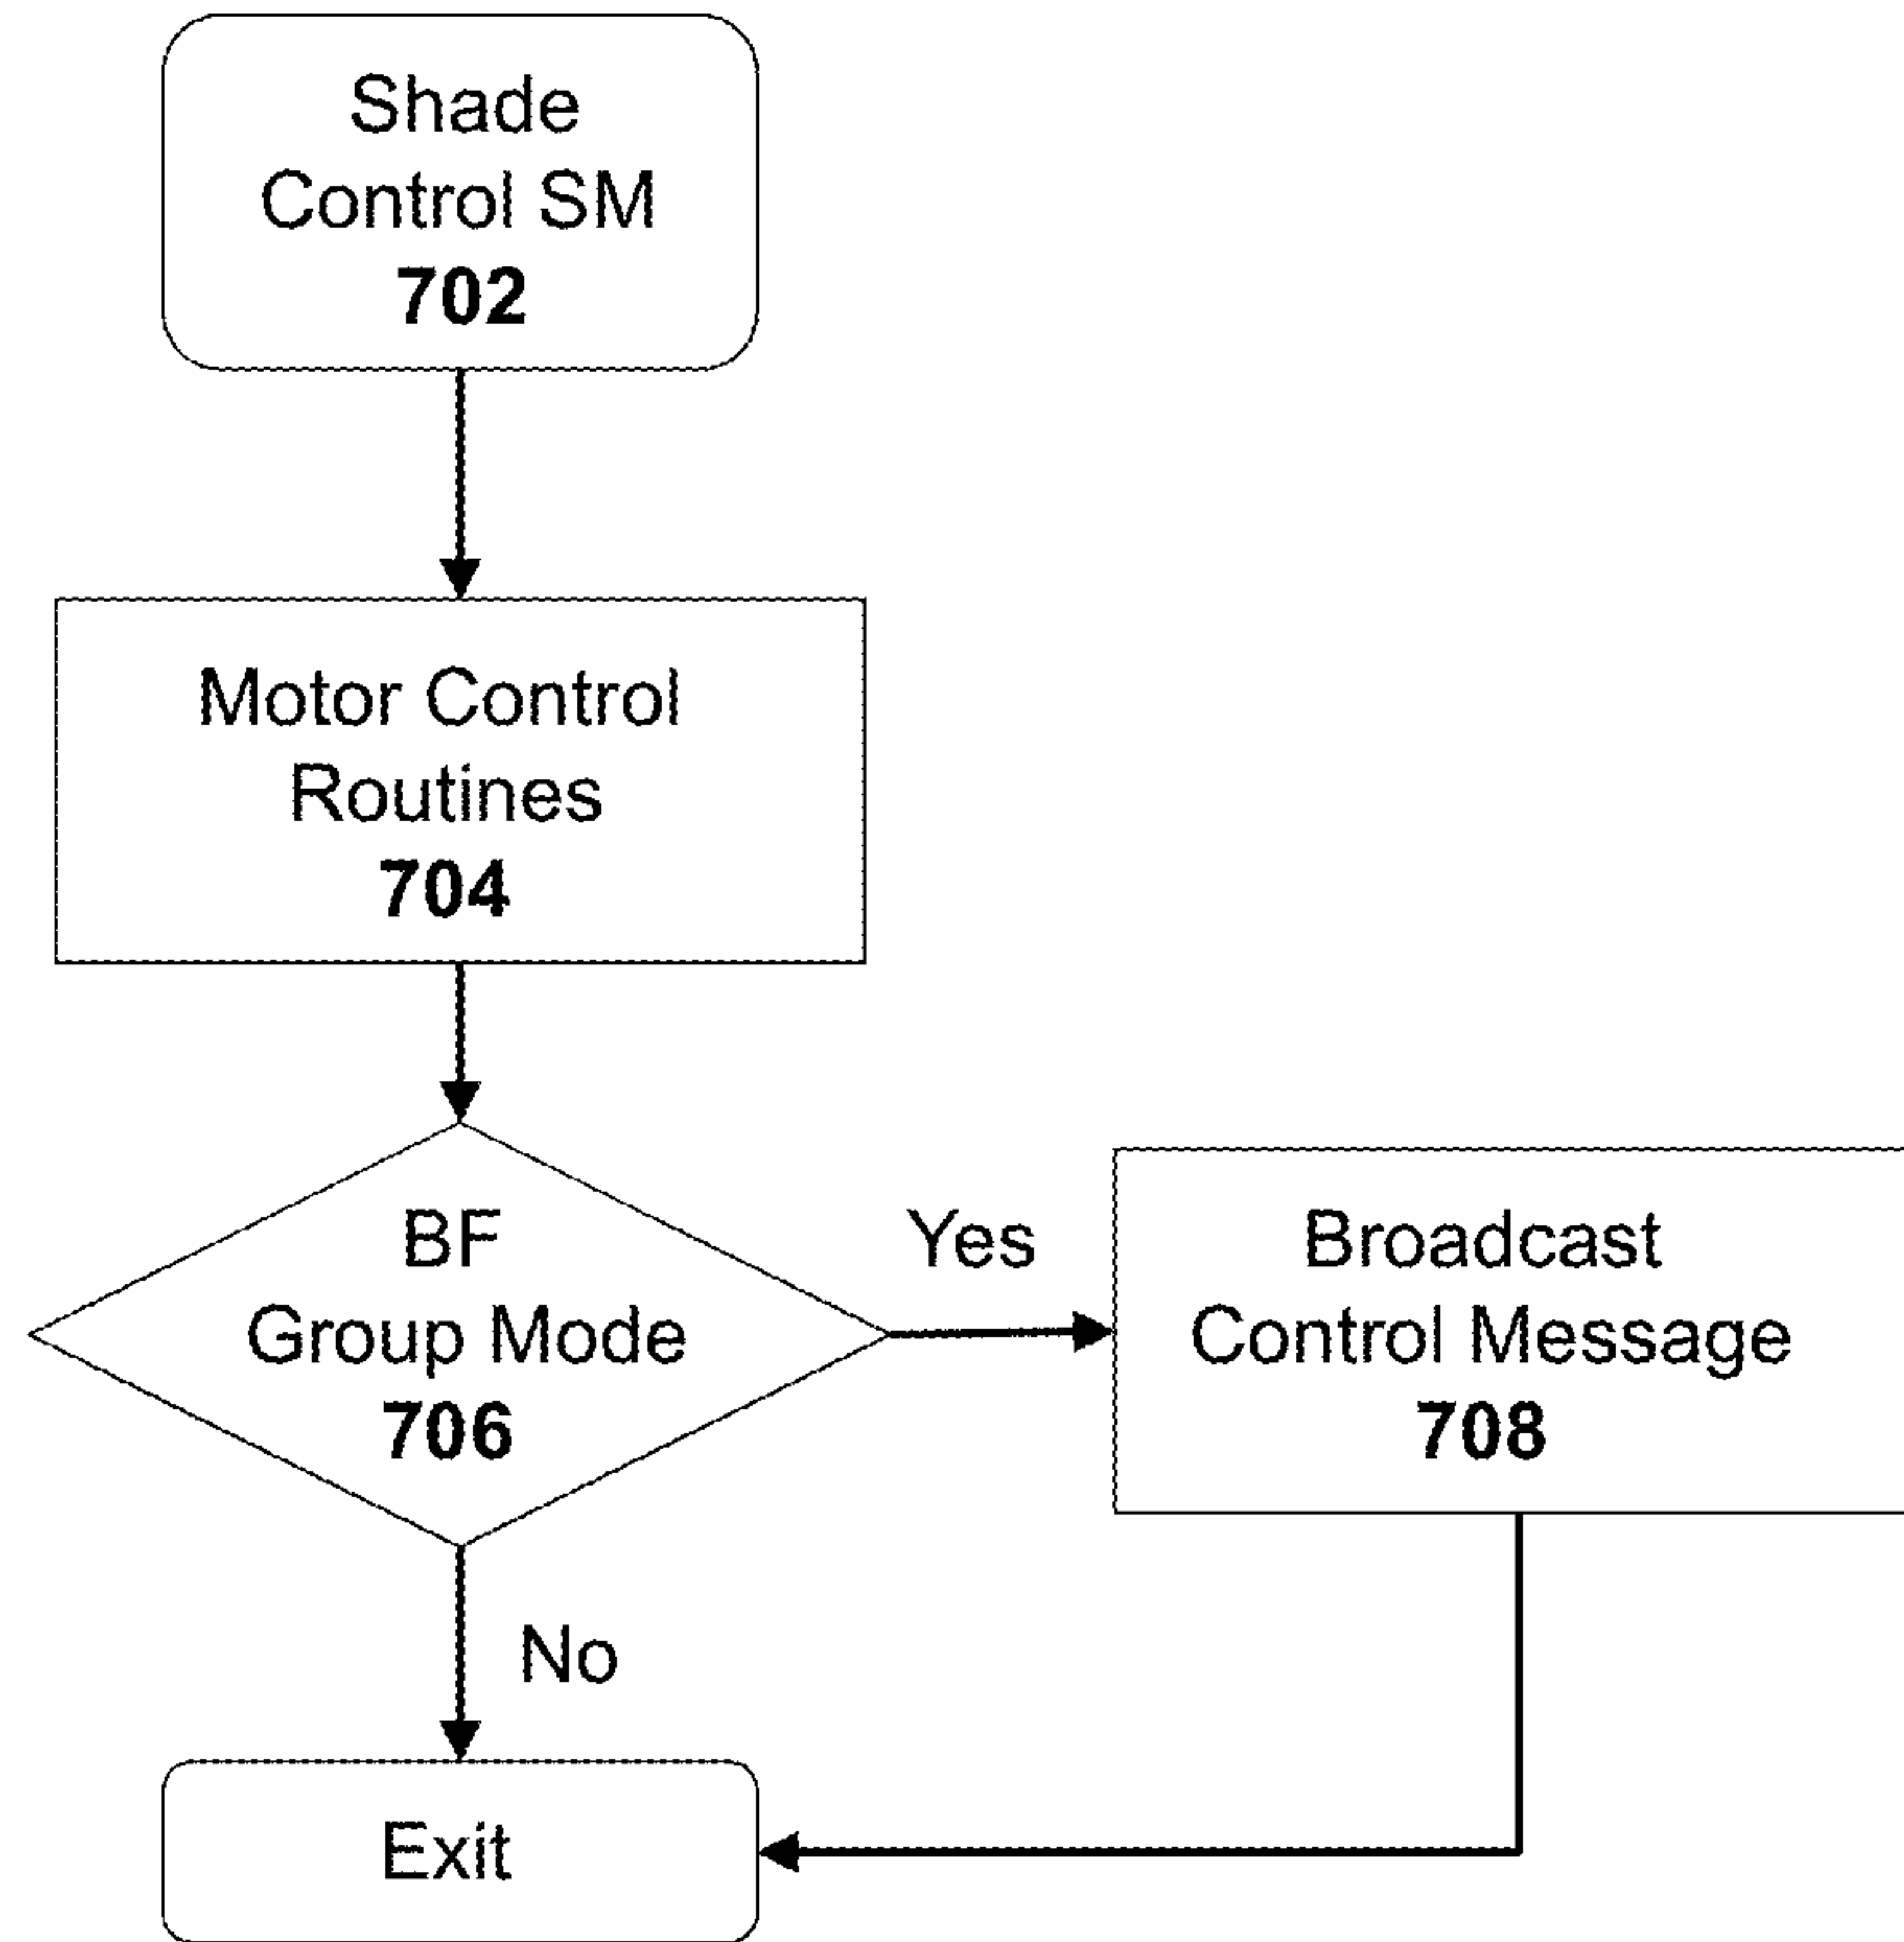 Shade
Control SM
702
Motor Control
Routines
704
BF
Group Mode
706
Yes
Broadcast
Control Message
708
No
Exit